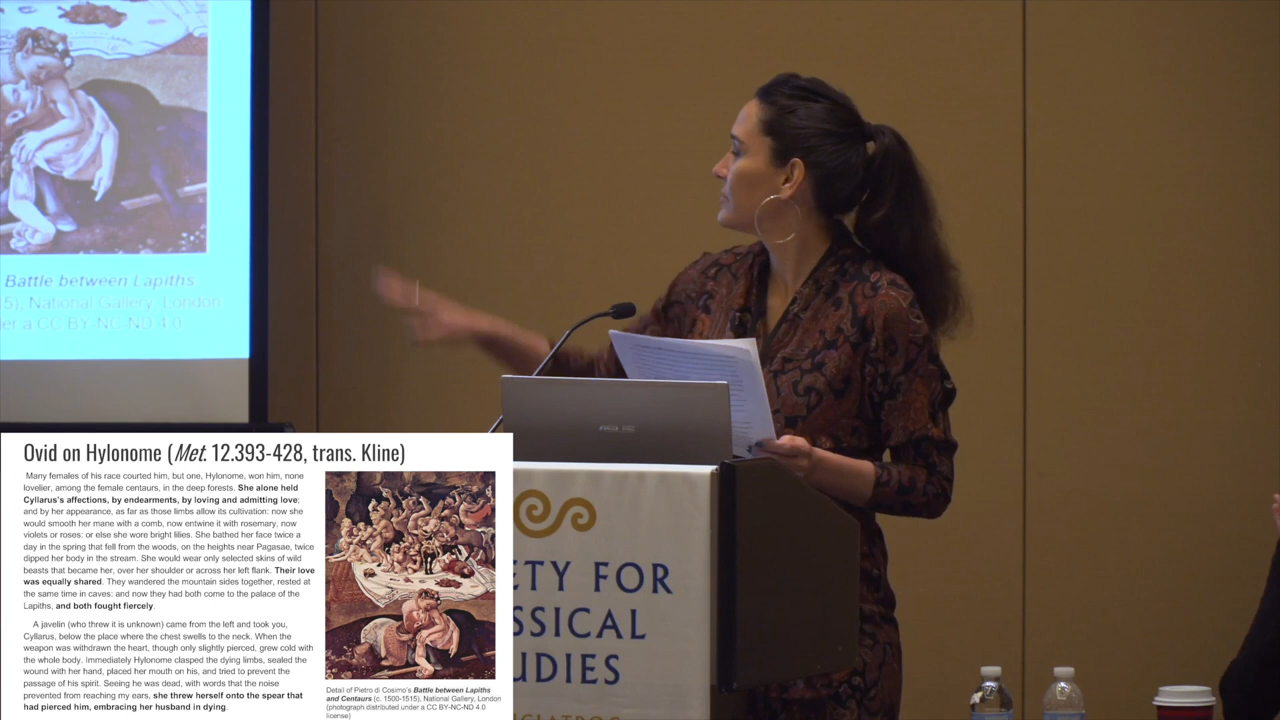 Battle between Lapiths
15), National Gallery, London
er a CC BY-NC-ND 4.0
ASUS
Ovid on Hylonome (Met. 12.393-428, trans. Kline)
Many females of his race courted him, but one, Hylonome, won him, none
lovelier, among the female centaurs, in the deep forests. She alone held
Cyllarus's affections, by endearments, by loving and admitting love;
and by her appearance, as far as those limbs allow its cultivation: now she
would smooth her mane with a comb, now entwine it with rosemary, now
violets or roses: or else she wore bright lilies. She bathed her face twice a
day in the spring that fell from the woods, on the heights near Pagasae, twice
dipped her body in the stream. She would wear only selected skins of wild
beasts that became her, over her shoulder or across her left flank. Their love
was equally shared. They wandered the mountain sides together, rested at
the same time in caves: and now they had both come to the palace of the
Lapiths, and both fought fiercely.
A javelin (who threw it is unknown) came from the left and took you,
Cyllarus, below the place where the chest swells to the neck. When the
weapon was withdrawn the heart, though only slightly pierced, grew cold with
the whole body. Immediately Hylonome clasped the dying limbs, sealed the
wound with her hand, placed her mouth on his, and tried to prevent the
passage of his spirit. Seeing he was dead, with words that the noise
prevented from reaching my ears, she threw herself onto the spear that
had pierced him, embracing her husband in dying.
Detail of Pietro di Cosimo's Battle between Lapiths
and Centaurs (c. 1500-1515), National Gallery, London
(photograph distributed under a CC BY-NC-ND 4.0
license)
ETY FOR
SSICAL
UDIES